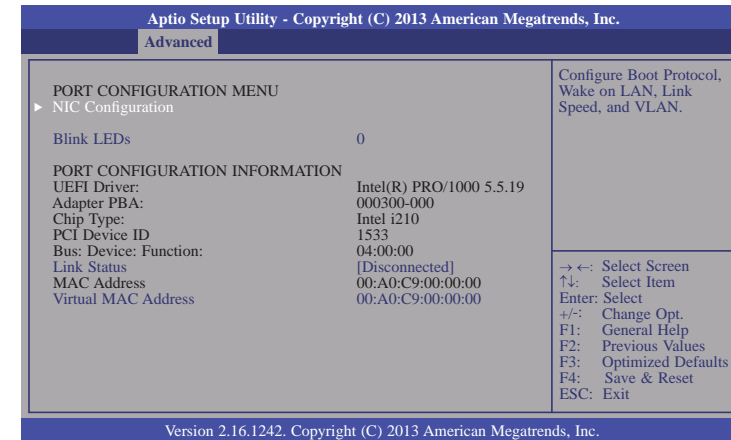 Aptio Setup Utility - Copyright (C) 2013 American Megatrends, Inc.
Advanced
PORT CONFIGURATION MENU
► NIC Configuration
Blink LEDs 0
PORT CONFIGURATION INFORMATION
UEFI Driver: Intel(R) PRO/1000 5.5.19
Adapter PBA: 000300-000
Chip Type: Intel i210
PCI Device ID 1533
Bus: Device: Function: 04:00:00
Link Status [Disconnected]
MAC Address 00:A0:C9:00:00:00
Virtual MAC Address 00:A0:C9:00:00:00
Configure Boot Protocol,
Wake on LAN, Link
Speed, and VLAN.
→←: Select Screen
↑↓: Select Item
Enter: Select
+/-: Change Opt.
F1: General Help
F2: Previous Values
F3: Optimized Defaults
F4: Save & Reset
ESC: Exit
Version 2.16.1242. Copyright (C) 2013 American Megatrends, Inc.